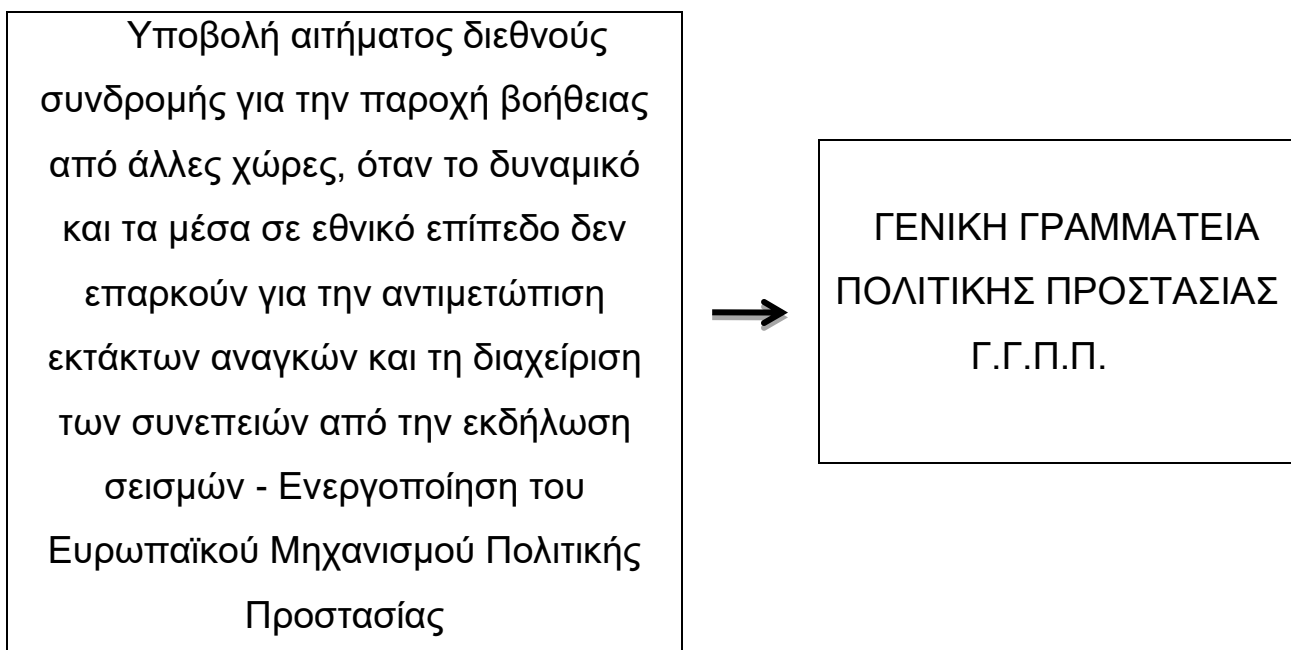 Υποβολή αιτήματος διεθνούς
συνδρομής για την παροχή βοήθειας
από άλλες χώρες, όταν το δυναμικό
και τα μέσα σε εθνικό επίπεδο δεν
επαρκούν για την αντιμετώπιση
εκτάκτων αναγκών και τη διαχείριση
των συνεπειών από την εκδήλωση
σεισμών - Ενεργοποίηση του
Ευρωπαϊκού Μηχανισμού Πολιτικής
Προστασίας
ΓΕΝΙΚΗ ΓΡΑΜΜΑΤΕΙΑ
ΠΟΛΙΤΙΚΗΣ ΠΡΟΣΤΑΣΙΑΣ
Γ.Γ.Π.Π.